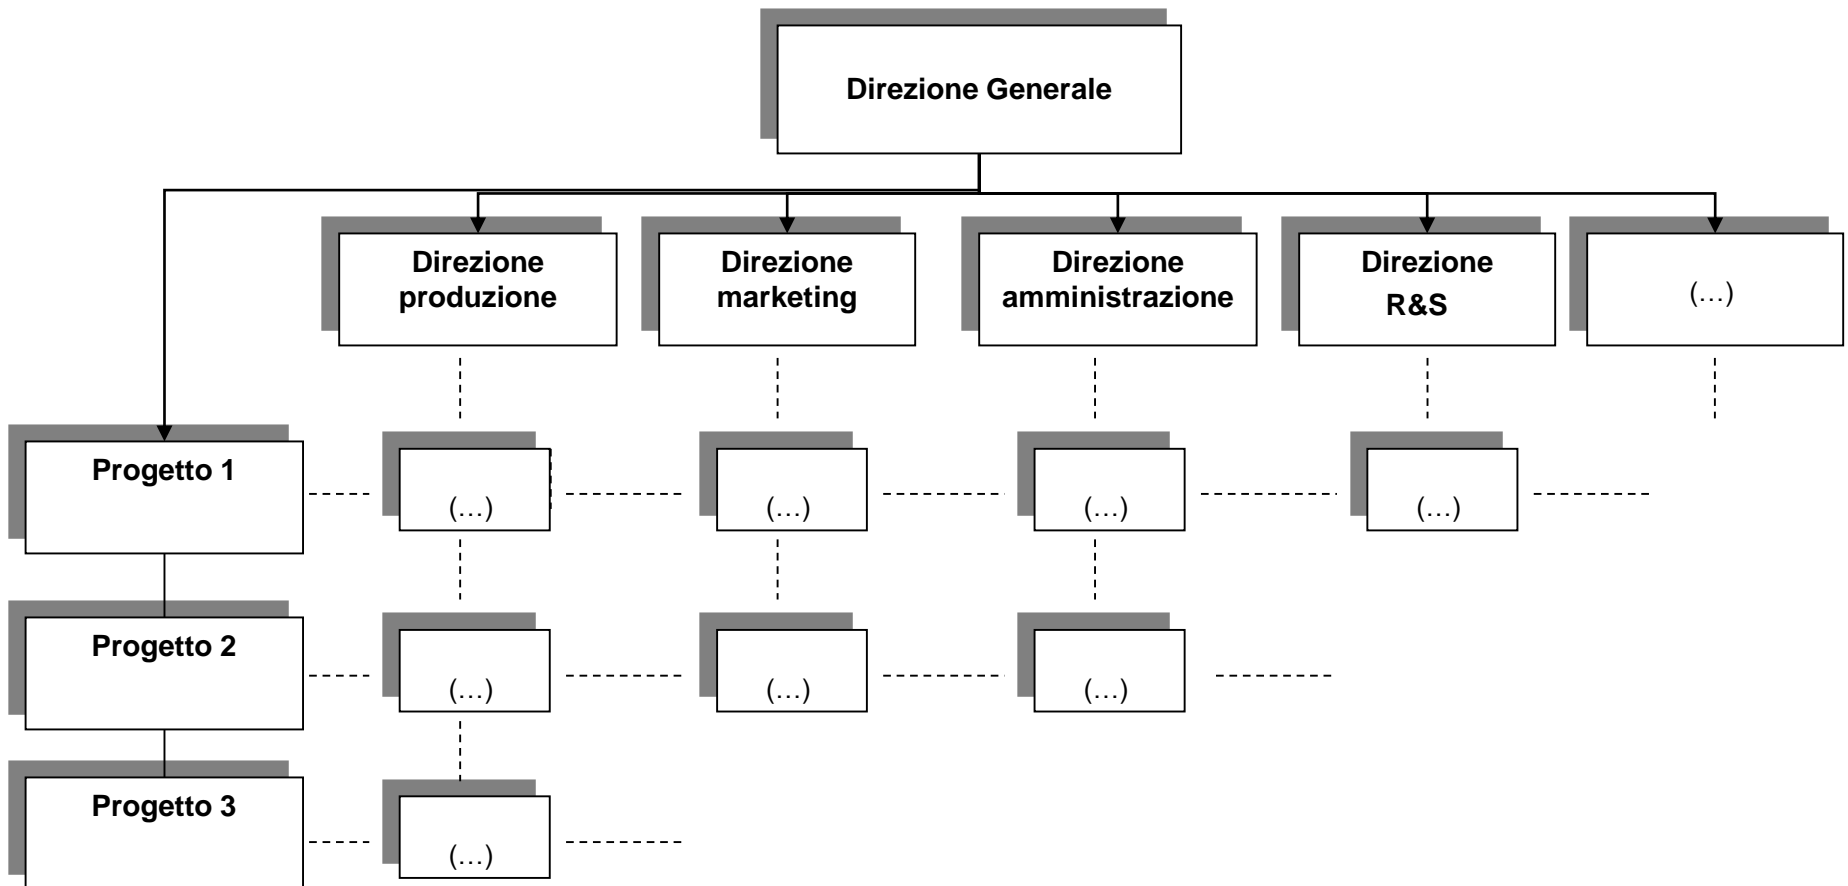 Direzione Generale
Direzione
produzione
Direzione
marketing
Direzione
amministrazione
Direzione
R&S
(…)
Progetto 1
(…)
(…)
(…)
(…)
Progetto 2
(…)
(…)
(…)
Progetto 3
(…)